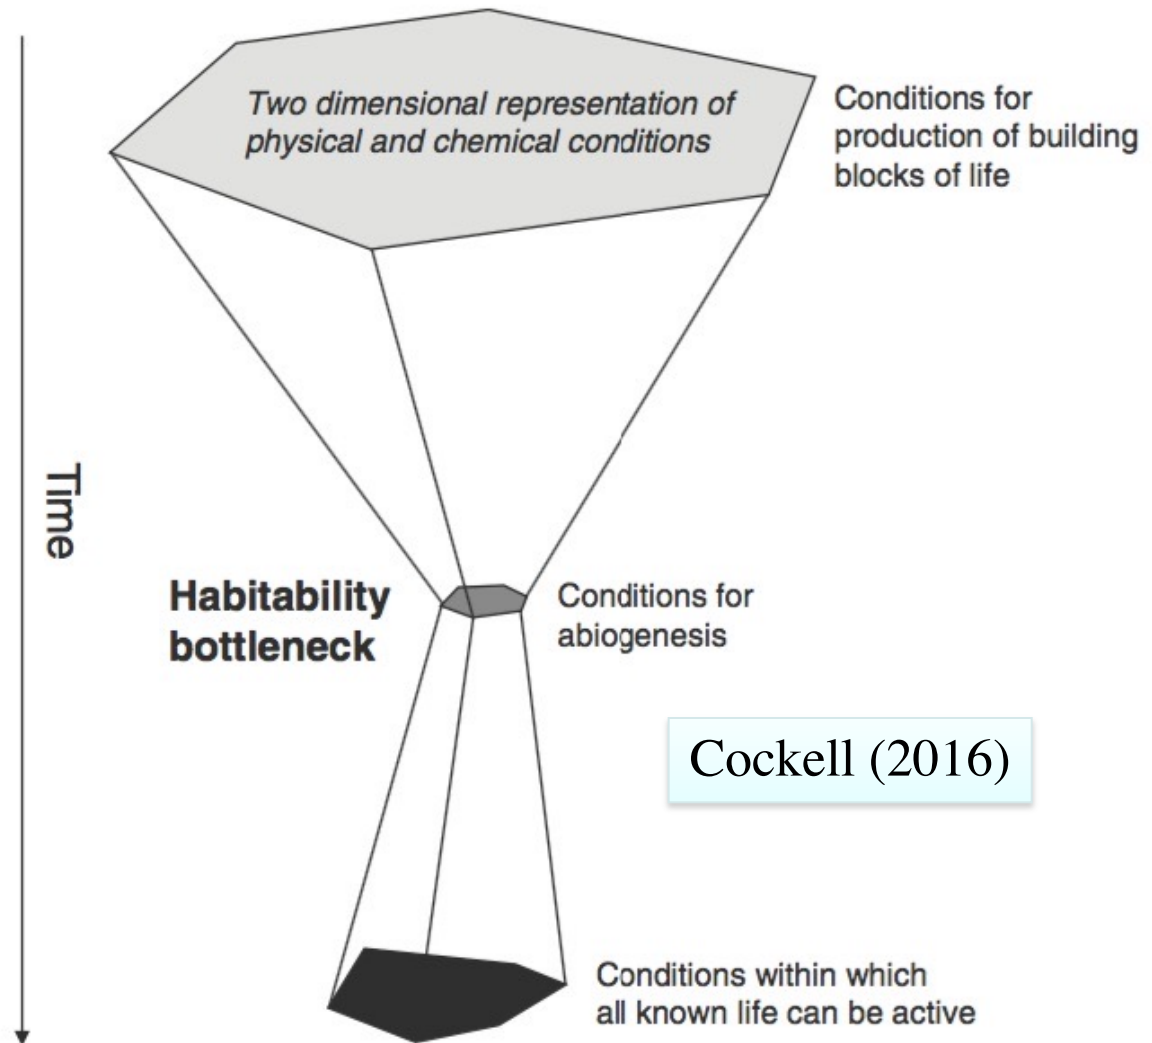 Two dimensional representation of
physical and chemical conditions
Conditions for
production of building
blocks of life
Time
Habitability
bottleneck
Conditions for
abiogenesis
Cockell (2016)
Conditions within which
all known life can be active